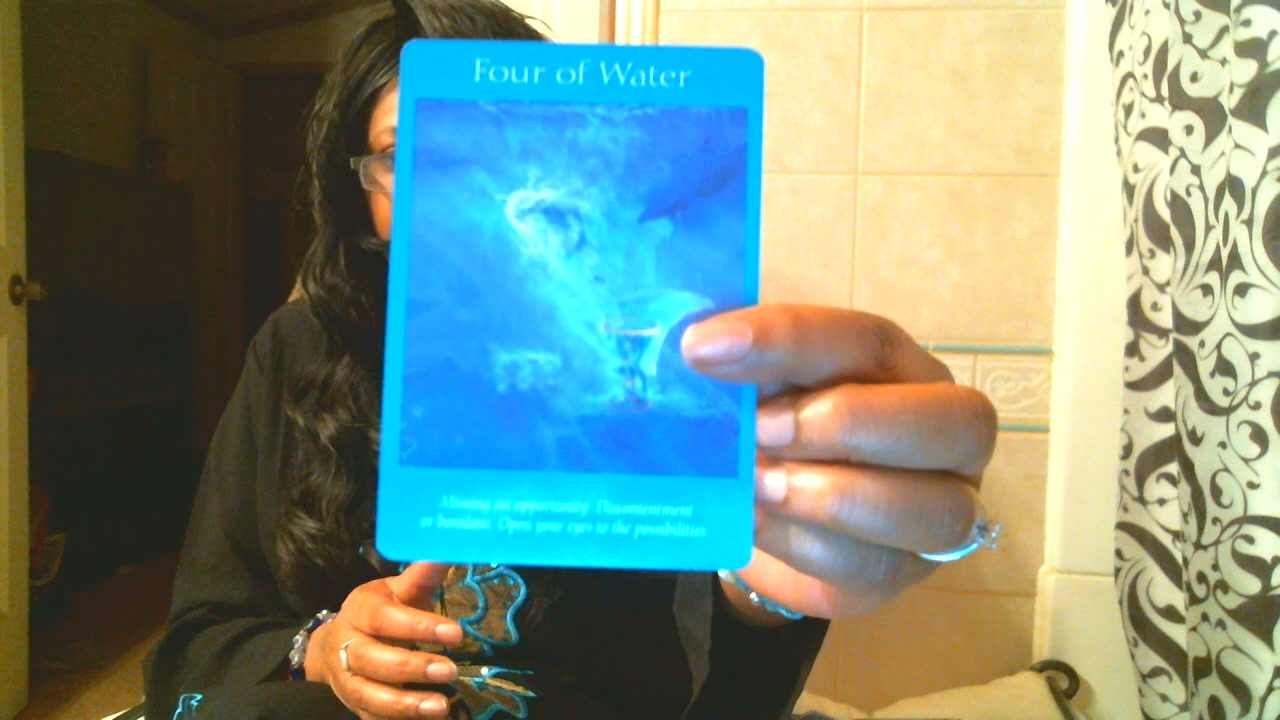 Four of Water
Missing an opportunity. Discontentment
or boredom. Open your eyes to the possibilities.